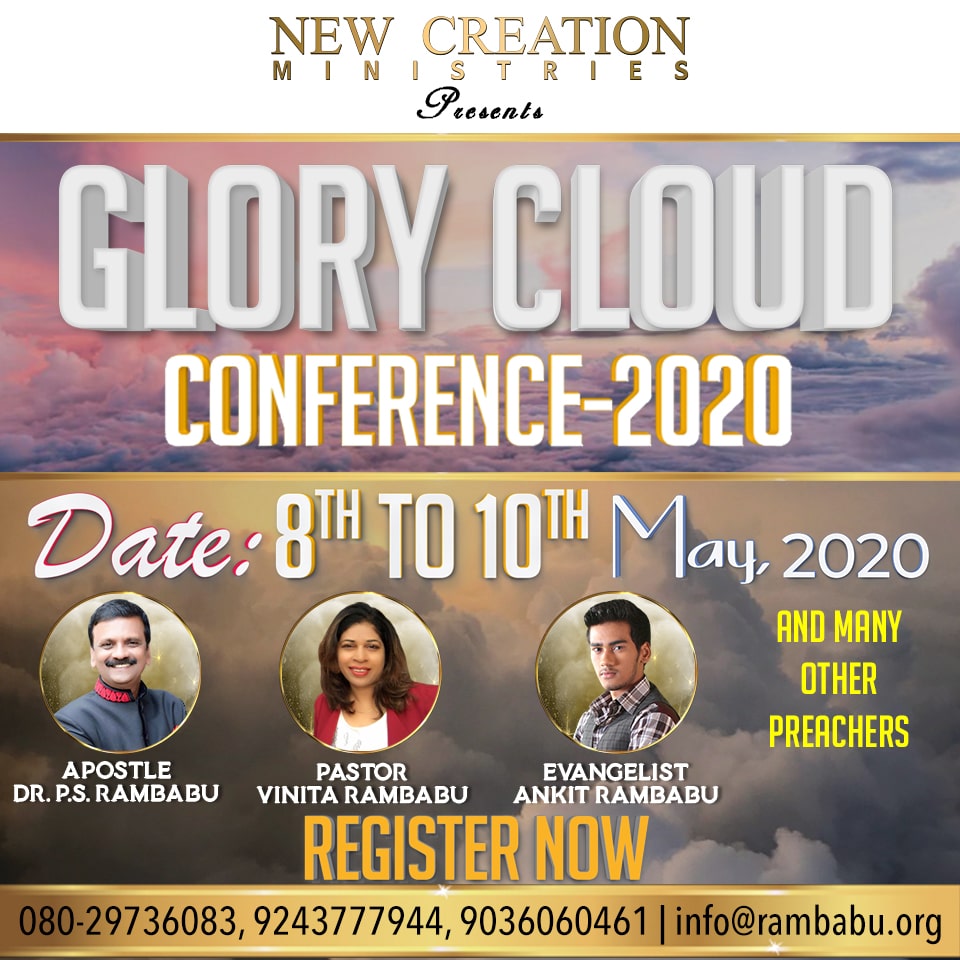 NEW CREATION
MINISTRIES
Presents
GLORY CLOUD
CONFERENCE-2020
Date: 8TH TO 10TH May, 2020
AND MANY
OTHER
PREACHERS
APOSTLE
DR. P.S. RAMBABU
PASTOR
VINITA RAMBABU
EVANGELIST
ANKIT RAMBABU
REGISTER NOW
080-29736083, 9243777944, 9036060461 | info@rambabu.org